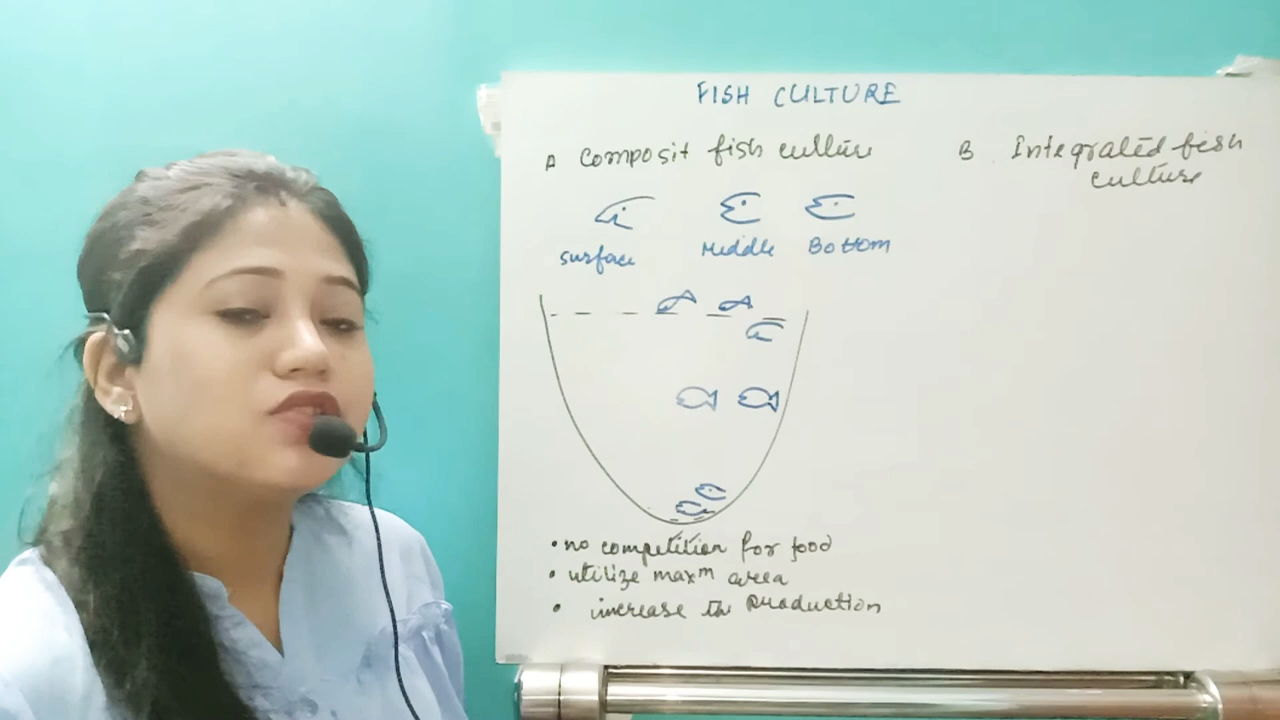 FISH CULTURE
A composit fish culture
B Integrated fish
culture
surface Middle Bottom
• no competition for food
• utilize maxᵐ area
• increase the production